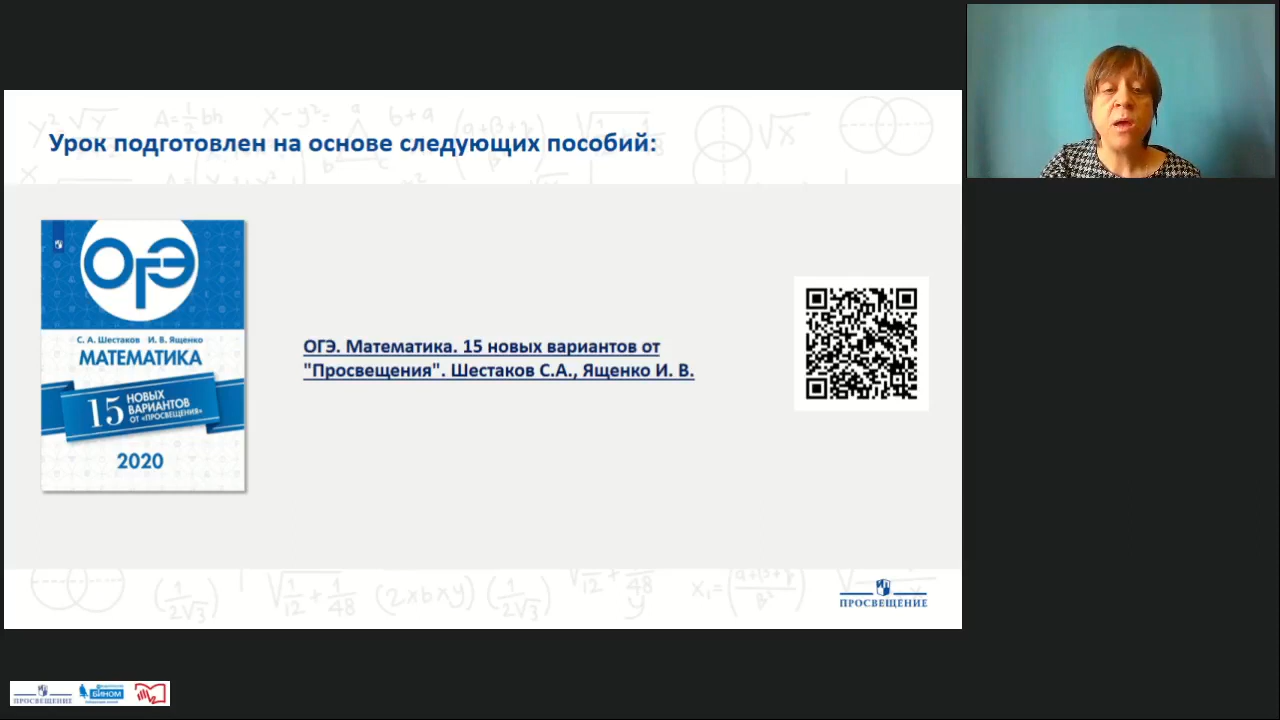 Урок подготовлен на основе следующих пособий:
ОГЭ
С. А. Шестаков И. В. Ященко
МАТЕМАТИКА
15 НОВЫХ
ВАРИАНТОВ
ОТ «ПРОСВЕЩЕНИЯ»
2020
ОГЭ. Математика. 15 новых вариантов от
"Просвещения". Шестаков С.А., Ященко И. В.
ПРОСВЕЩЕНИЕ
ПРОСВЕЩЕНИЕ
БИНОМ